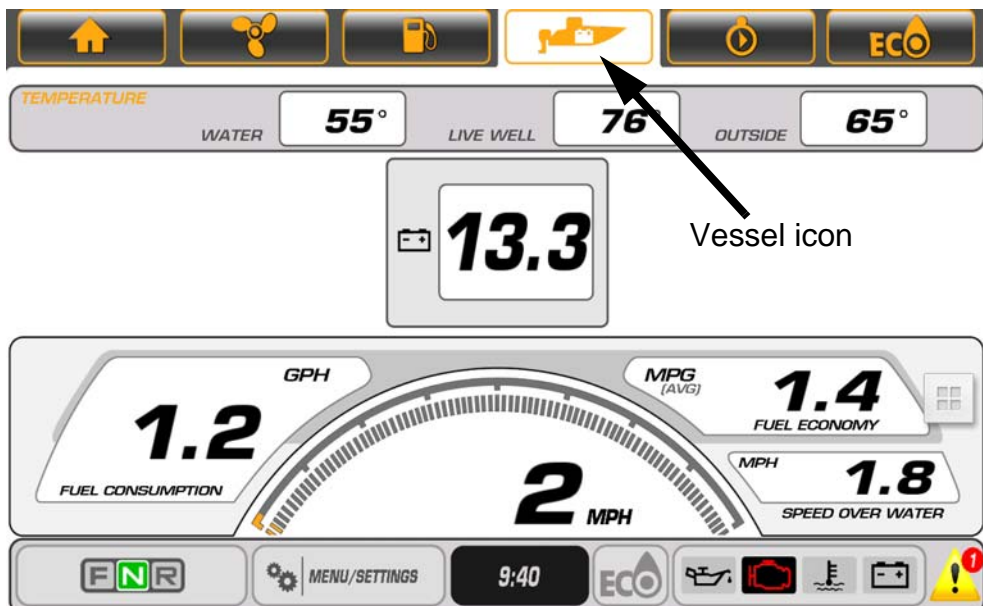 ECO
TEMPERATURE
WATER 55° LIVE WELL 76° OUTSIDE 65°
Vessel icon
13.3
GPH
1.2
FUEL CONSUMPTION
2 MPH
MPG
(AVG)
1.4
FUEL ECONOMY
MPH
1.8
SPEED OVER WATER
F N R MENU/SETTINGS 9:40 ECO ! 1